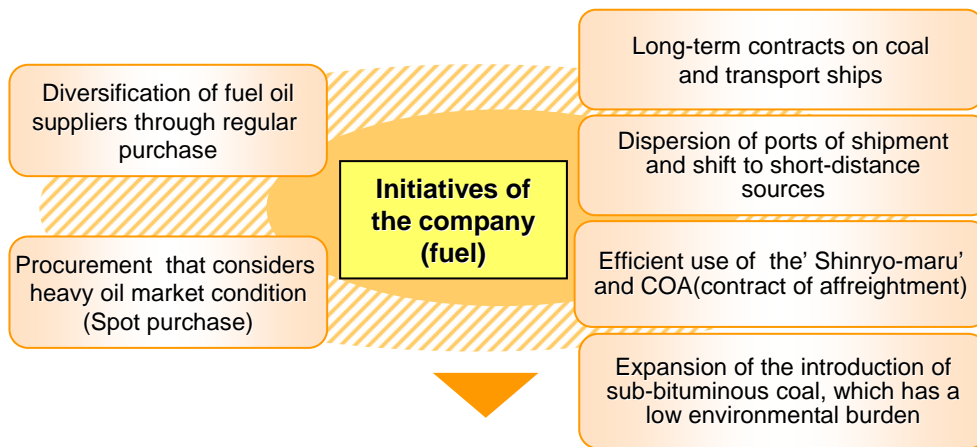 Diversification of fuel oil
suppliers through regular
purchase
Procurement  that considers
heavy oil market condition
(Spot purchase)
Initiatives of
the company
(fuel)
Long-term contracts on coal
and transport ships
Dispersion of ports of shipment
and shift to short-distance
sources
Efficient use of  the’ Shinryo-maru’
and COA(contract of affreightment)
Expansion of the introduction of
sub-bituminous coal, which has a
low environmental burden